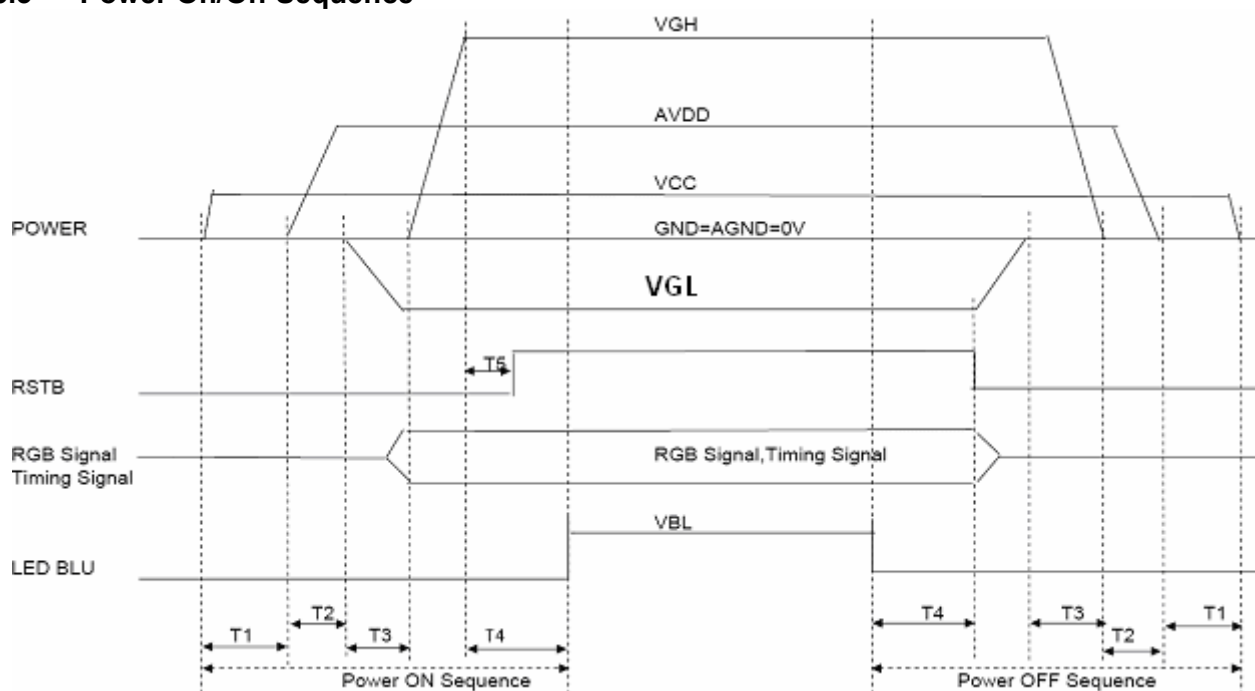 Power On/Off Sequence
VGH
AVDD
VCC
POWER
GND=AGND=0V
VGL
T5
RSTB
RGB Signal
Timing Signal
RGB Signal,Timing Signal
VBL
LED BLU
T1
T2
T3
T4
T4
T3
T2
T1
Power ON Sequence
Power OFF Sequence